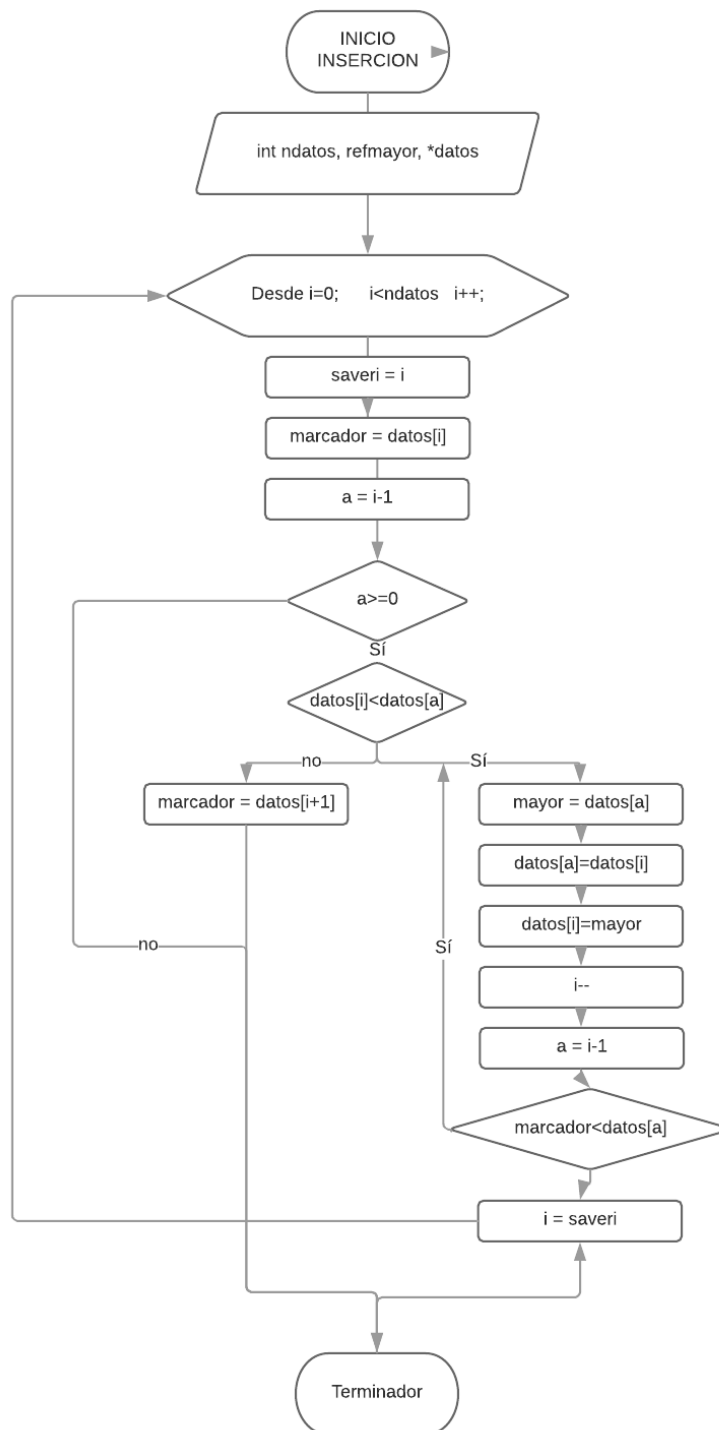 INICIO
INSERCION
int ndatos, refmayor, *datos
Desde i=0; i<ndatos i++;
saveri = i
marcador = datos[i]
a = i-1
a>=0
Sí
datos[i]<datos[a]
no
Sí
marcador = datos[i+1]
mayor = datos[a]
datos[a]=datos[i]
datos[i]=mayor
no
Sí
i--
a = i-1
marcador<datos[a]
i = saveri
Terminador